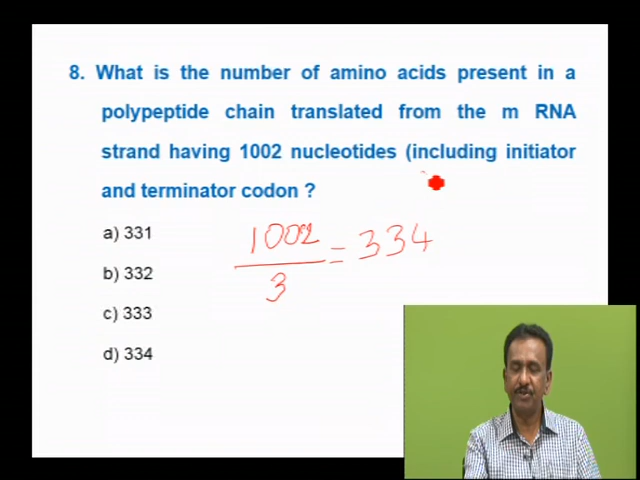 8. What is the number of amino acids present in a
polypeptide chain translated from the m RNA
strand having 1002 nucleotides (including initiator
and terminator codon ?
a) 331
b) 332
c) 333
d) 334
1002
3
= 334